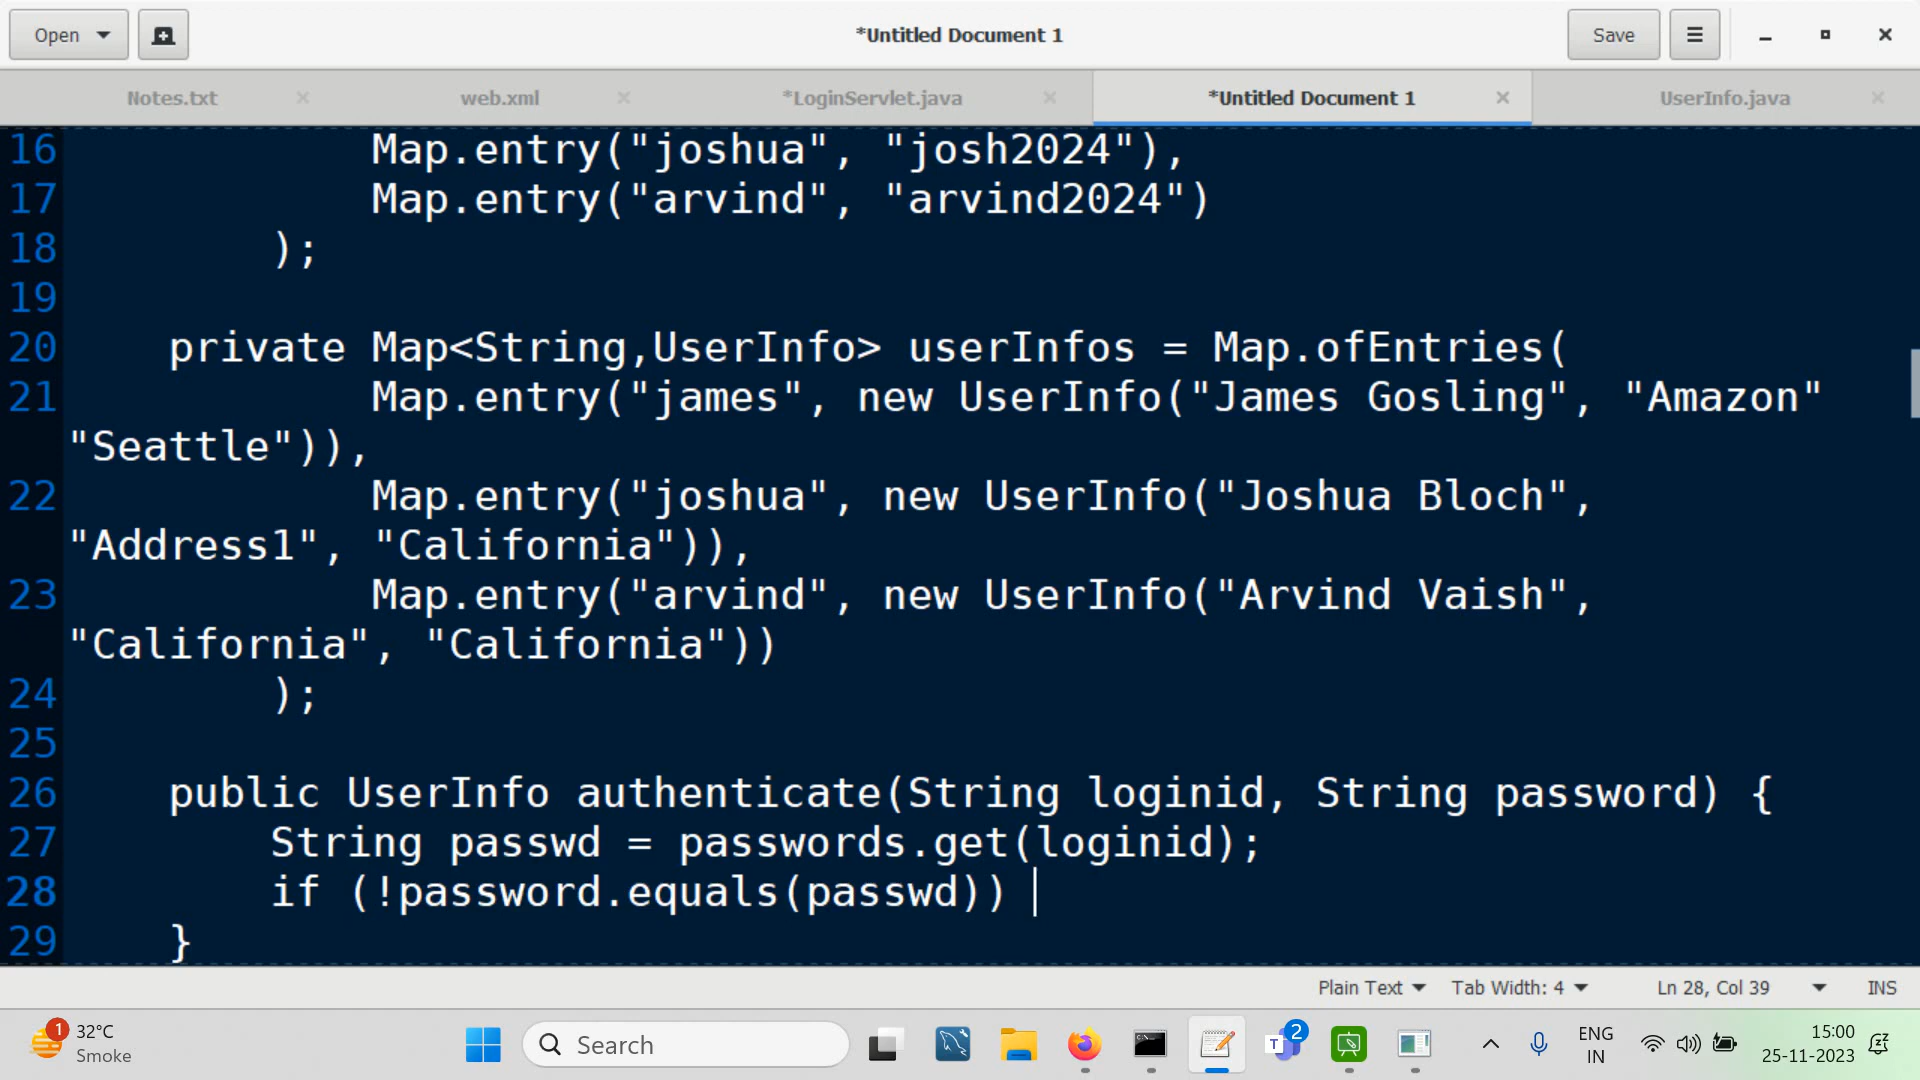 Open
*Untitled Document 1
Save
Notes.txt
web.xml
*LoginServlet.java
*Untitled Document 1
UserInfo.java
16 Map.entry("joshua", "josh2024"),
17 Map.entry("arvind", "arvind2024")
18 );
19
20 private Map<String,UserInfo> userInfos = Map.ofEntries(
21 Map.entry("james", new UserInfo("James Gosling", "Amazon"
"Seattle")),
22 Map.entry("joshua", new UserInfo("Joshua Bloch",
"Address1", "California")),
23 Map.entry("arvind", new UserInfo("Arvind Vaish",
"California", "California"))
24 );
25
26 public UserInfo authenticate(String loginid, String password) {
27 String passwd = passwords.get(loginid);
28 if (!password.equals(passwd))
29 }
Plain Text
Tab Width: 4
Ln 28, Col 39
INS
1
32°C
Smoke
Search
T
2
ENG
IN
15:00
25-11-2023